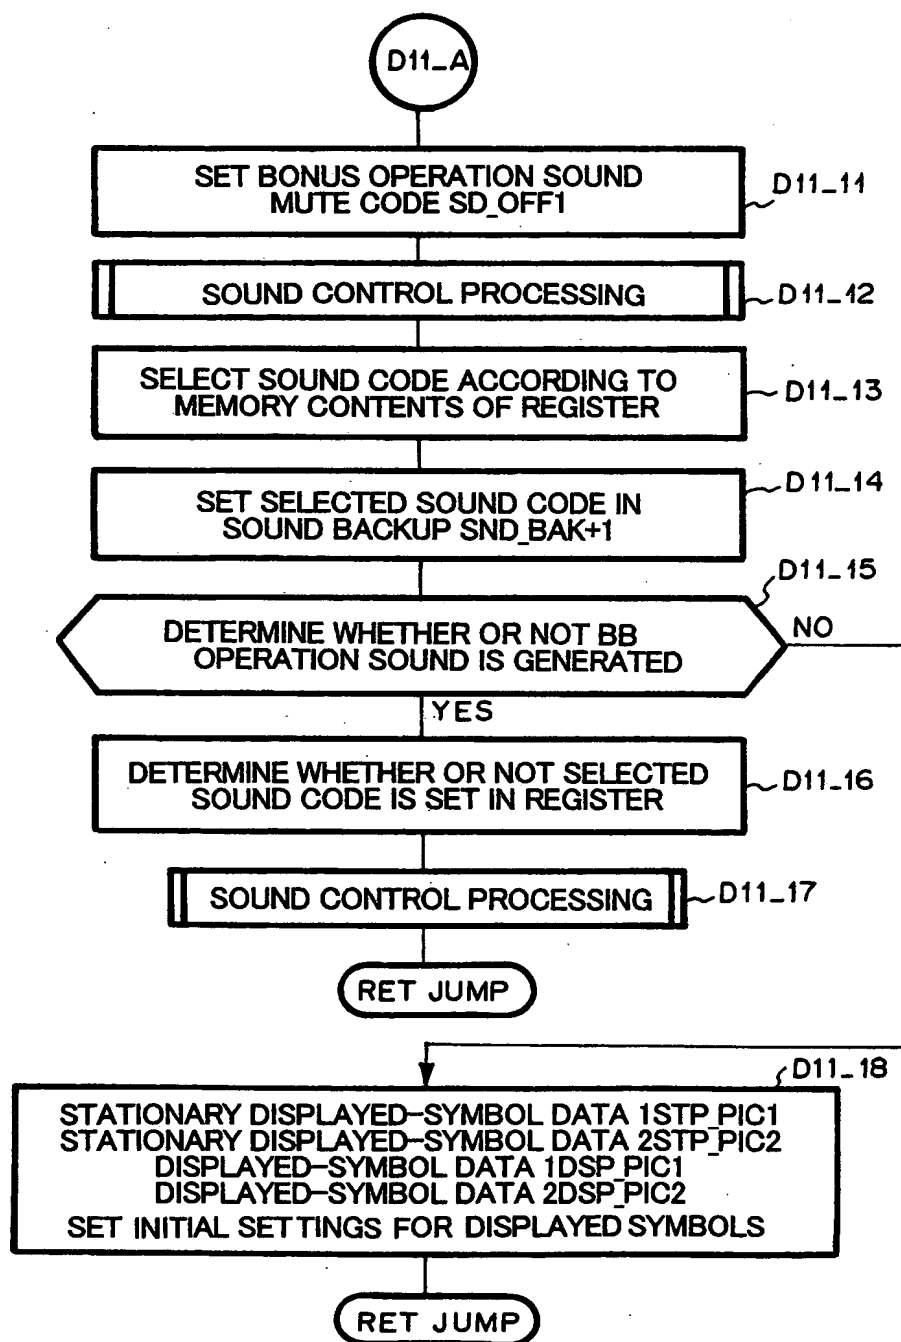 D11_A
SET BONUS OPERATION SOUND
MUTE CODE SD_OFF1
D11_11
SOUND CONTROL PROCESSING
D11_12
SELECT SOUND CODE ACCORDING TO
MEMORY CONTENTS OF REGISTER
D11_13
SET SELECTED SOUND CODE IN
SOUND BACKUP SND_BAK+1
D11_14
D11_15
DETERMINE WHETHER OR NOT BB
OPERATION SOUND IS GENERATED
NO
YES
DETERMINE WHETHER OR NOT SELECTED
SOUND CODE IS SET IN REGISTER
D11_16
SOUND CONTROL PROCESSING
D11_17
RET JUMP
D11_18
STATIONARY DISPLAYED-SYMBOL DATA 1STP_PIC1
STATIONARY DISPLAYED-SYMBOL DATA 2STP_PIC2
DISPLAYED-SYMBOL DATA 1DSP_PIC1
DISPLAYED-SYMBOL DATA 2DSP_PIC2
SET INITIAL SETTINGS FOR DISPLAYED SYMBOLS
RET JUMP